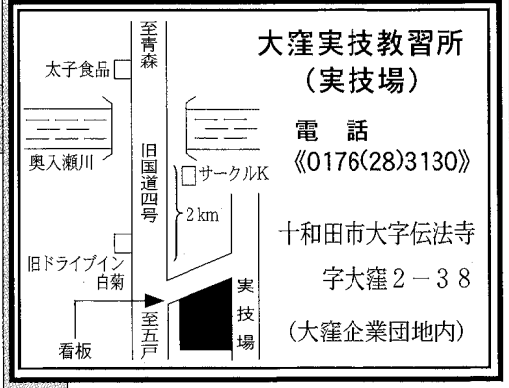 大窪実技教習所
(実技場)
電 話
《0176(28)3130》
十和田市大字伝法寺
字大窪2-38
(大窪企業団地内)
至青森
太子食品
奥入瀬川
旧国道四号
サークルK
2km
旧ドライブイン
白菊
実技場
看板
至五戸